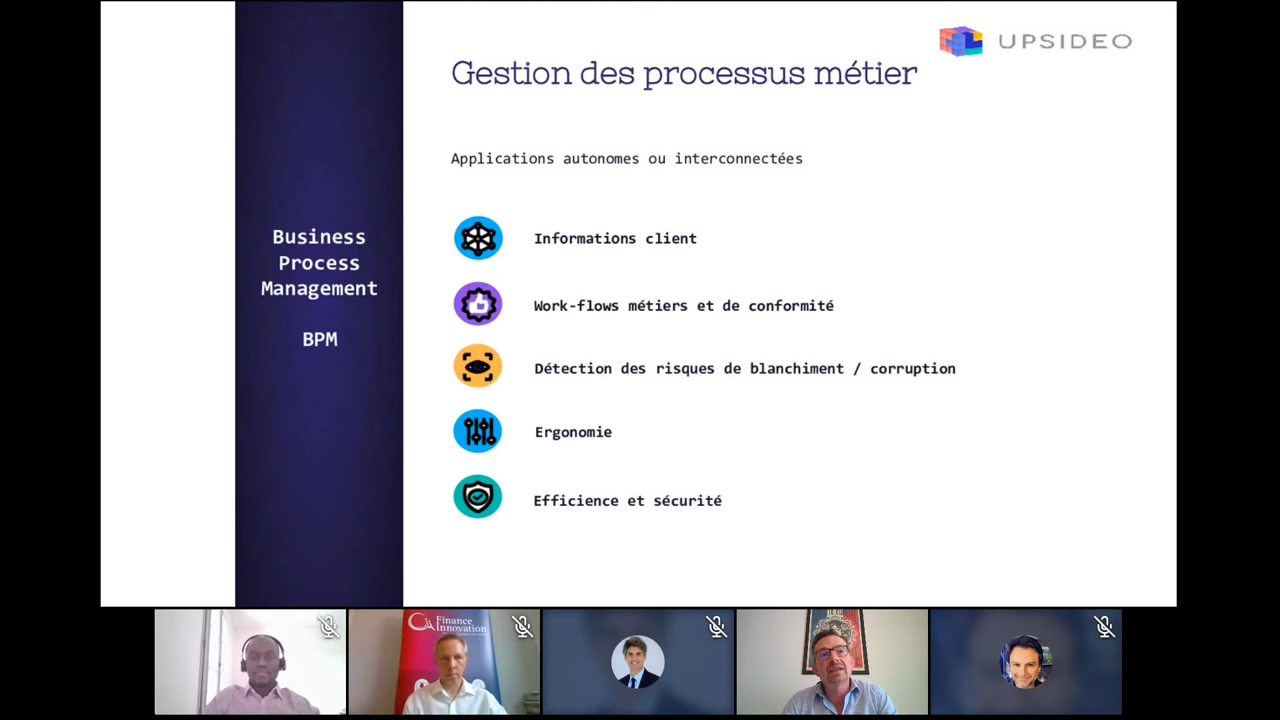 UPSIDEO
Gestion des processus métier
Applications autonomes ou interconnectées
Business
Process
Management
BPM
Informations client
Work-flows métiers et de conformité
Détection des risques de blanchiment / corruption
Ergonomie
Efficience et sécurité
Finance
Innovation